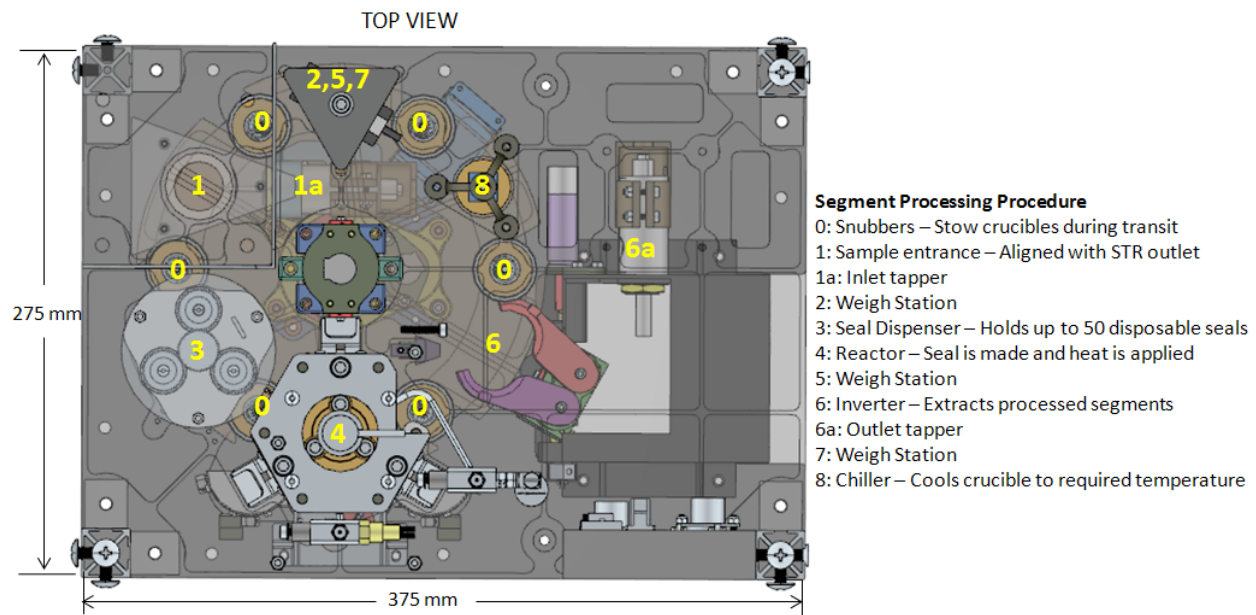 TOP VIEW
2,5,7
0
0
1
1a
8
0
0
6a
275 mm
3
6
0
0
4
375 mm
Segment Processing Procedure
0: Snubbers – Stow crucibles during transit
1: Sample entrance – Aligned with STR outlet
1a: Inlet tapper
2: Weigh Station
3: Seal Dispenser – Holds up to 50 disposable seals
4: Reactor – Seal is made and heat is applied
5: Weigh Station
6: Inverter – Extracts processed segments
6a: Outlet tapper
7: Weigh Station
8: Chiller – Cools crucible to required temperature